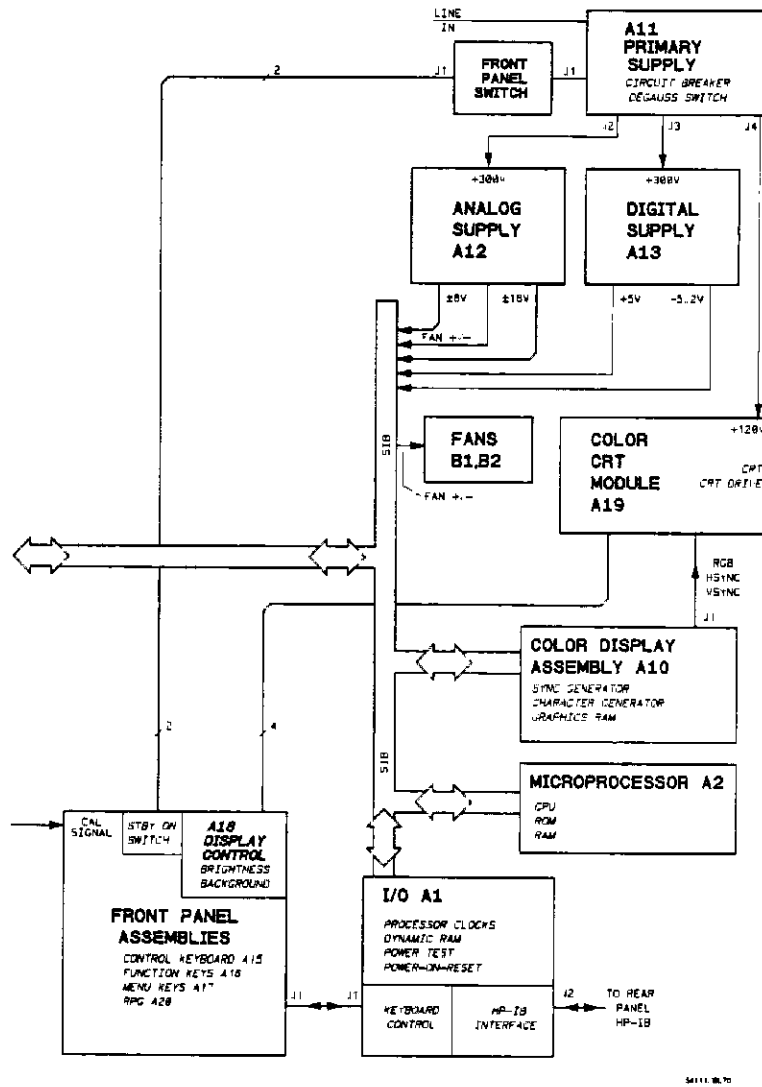 LINE
IN
A11
PRIMARY
SUPPLY
CIRCUIT BREAKER
DEGAUSS SWITCH
2
J1
FRONT
PANEL
SWITCH
J1
J2
J3
J4
+300V
ANALOG
SUPPLY
A12
+300V
DIGITAL
SUPPLY
A13
±18V
+5V
-5.2V
FAN +,-
SIB
FANS
B1,B2
FAN +,-
+120V
COLOR
CRT
MODULE
A19
CRT
CRT DRIVE
RGB
HSYNC
VSYNC
J1
COLOR DISPLAY
ASSEMBLY A10
SYNC GENERATOR
CHARACTER GENERATOR
GRAPHICS RAM
2
4
SIB
MICROPROCESSOR A2
CPU
ROM
RAM
CAL
SIGNAL
STBY ON
SWITCH
A18
DISPLAY
CONTROL
BRIGHTNESS
BACKGROUND
FRONT PANEL
ASSEMBLIES
CONTROL KEYBOARD A15
FUNCTION KEYS A16
MENU KEYS A17
RPG A20
I/O A1
PROCESSOR CLOCKS
DYNAMIC RAM
POWER TEST
POWER-ON-RESET
J1
J1
KEYBOARD
CONTROL
HP-IB
INTERFACE
J2
TO REAR
PANEL
HP-IB